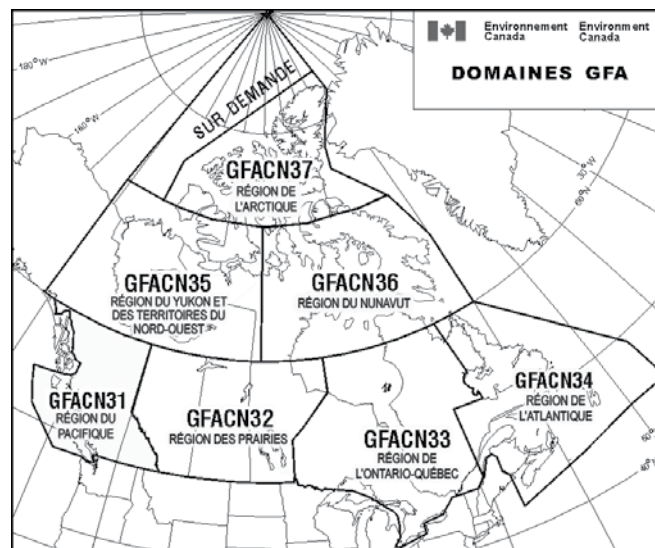 Environnement Canada
Environment Canada
DOMAINES GFA
180°
160°
SUR DEMANDE
GFACN37
RÉGION DE
L'ARCTIQUE
30°W
60°N
GFACN35
RÉGION DU YUKON ET
DES TERRITOIRES DU
NORD-OUEST
GFACN36
RÉGION DU NUNAVUT
GFACN31
RÉGION DU
PACIFIQUE
GFACN32
RÉGION DES PRAIRIES
GFACN33
RÉGION DE
L'ONTARIO-QUÉBEC
GFACN34
RÉGION DE
L'ATLANTIQUE
40°N